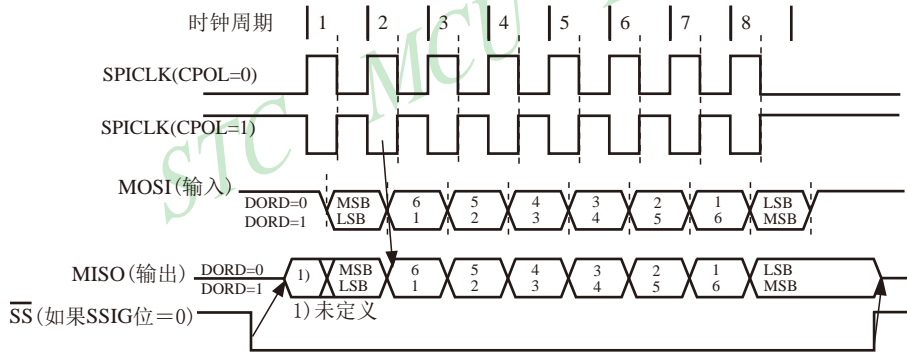 时钟周期 1 2 3 4 5 6 7 8
SPICLK(CPOL=0)
SPICLK(CPOL=1)
MOSI(输入) DORD=0 MSB 6 5 4 3 2 1 LSB
DORD=1 LSB 1 2 3 4 5 6 MSB
MISO(输出) DORD=0 1) MSB 6 5 4 3 2 1 LSB
DORD=1 LSB 1 2 3 4 5 6 MSB
SS(如果SSIG位=0) 1)未定义
STC MCU